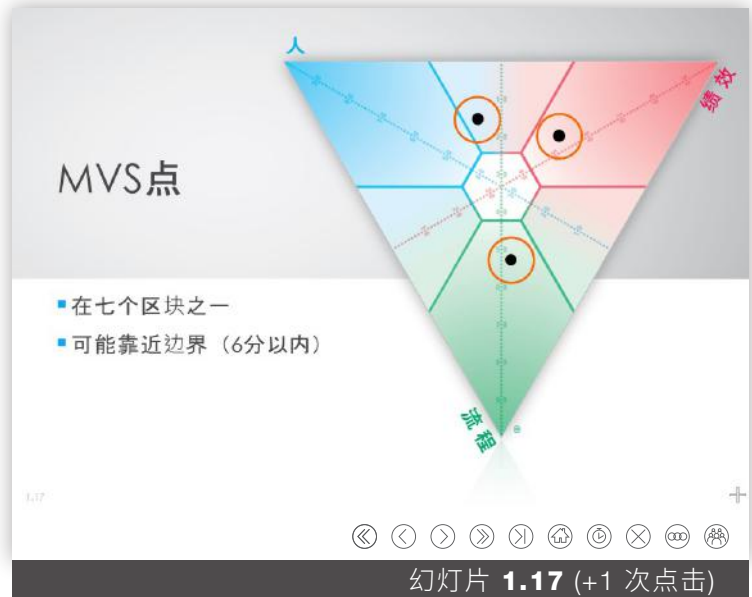 人
绩效
MVS点
在七个区块之一
可能靠近边界（6分以内）
流程
1.17
幻灯片 1.17 (+1 次点击)